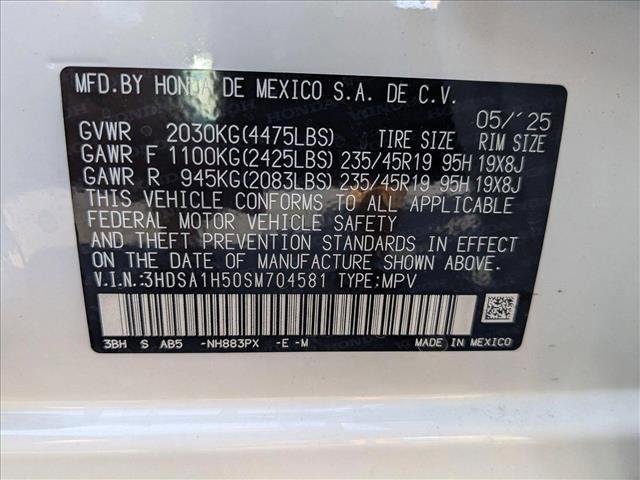 MFD.BY HONDA DE MEXICO S.A. DE C.V.
05/'25
GVWR 2030KG(4475LBS) TIRE SIZE RIM SIZE
GAWR F 1100KG(2425LBS) 235/45R19 95H 19X8J
GAWR R 945KG(2083LBS) 235/45R19 95H 19X8J
THIS VEHICLE CONFORMS TO ALL APPLICABLE
FEDERAL MOTOR VEHICLE SAFETY
AND THEFT PREVENTION STANDARDS IN EFFECT
ON THE DATE OF MANUFACTURE SHOWN ABOVE.
V.I.N.:3HDSA1H50SM704581 TYPE:MPV
3BH S AB5 -NH883PX -E -M MADE IN MEXICO